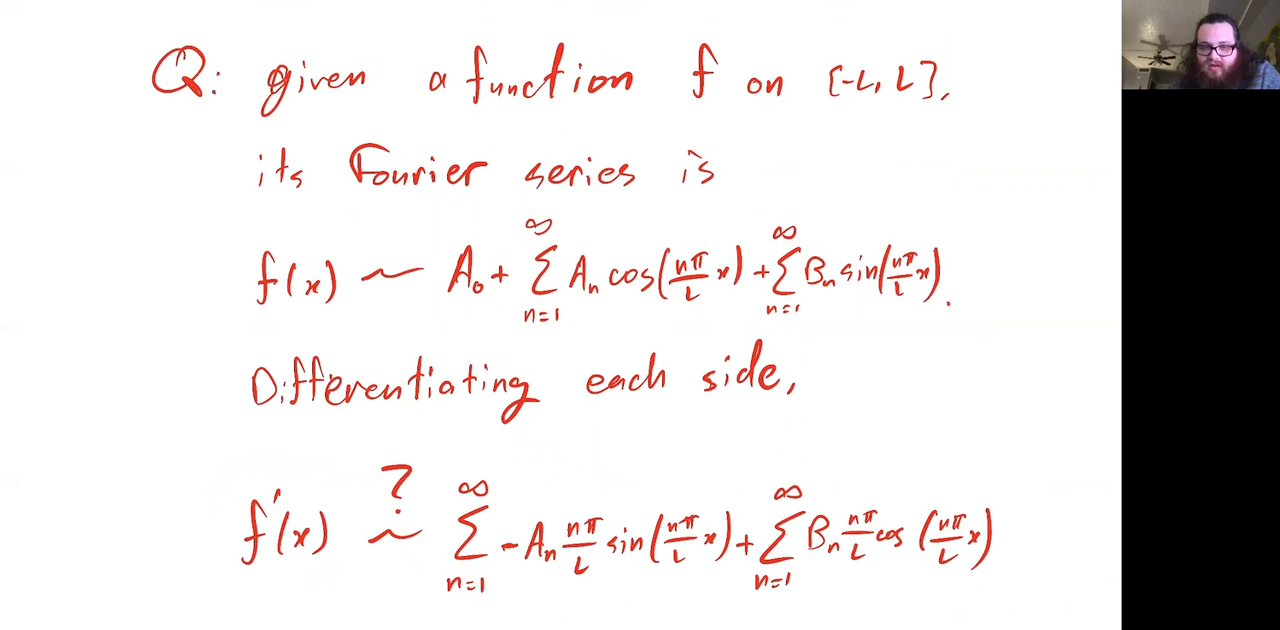 Q: given a function f on [-L, L],
its Fourier series is
f(x) ~ A₀ + ∑_{n=1}^{∞} Aₙ cos(nπ/L x) + ∑_{n=1}^{∞} Bₙ sin(nπ/L x).
Differentiating each side,
f'(x) ~^? ∑_{n=1}^{∞} -Aₙ nπ/L sin(nπ/L x) + ∑_{n=1}^{∞} Bₙ nπ/L cos(nπ/L x)